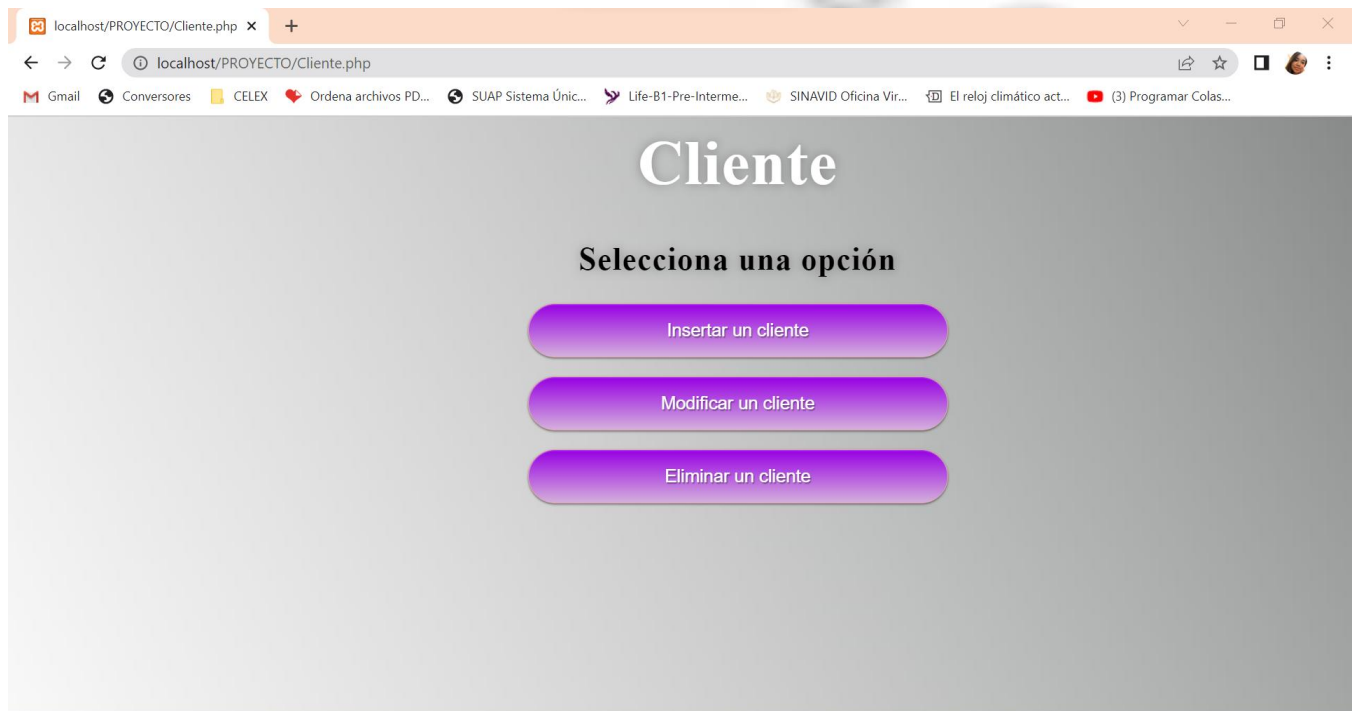 localhost/PROYECTO/Cliente.php
localhost/PROYECTO/Cliente.php
Gmail Conversores CELEX Ordena archivos PD... SUAP Sistema Únic... Life-B1-Pre-Interme... SINAVID Oficina Vir... El reloj climático act... (3) Programar Colas...
Cliente
Selecciona una opción
Insertar un cliente
Modificar un cliente
Eliminar un cliente